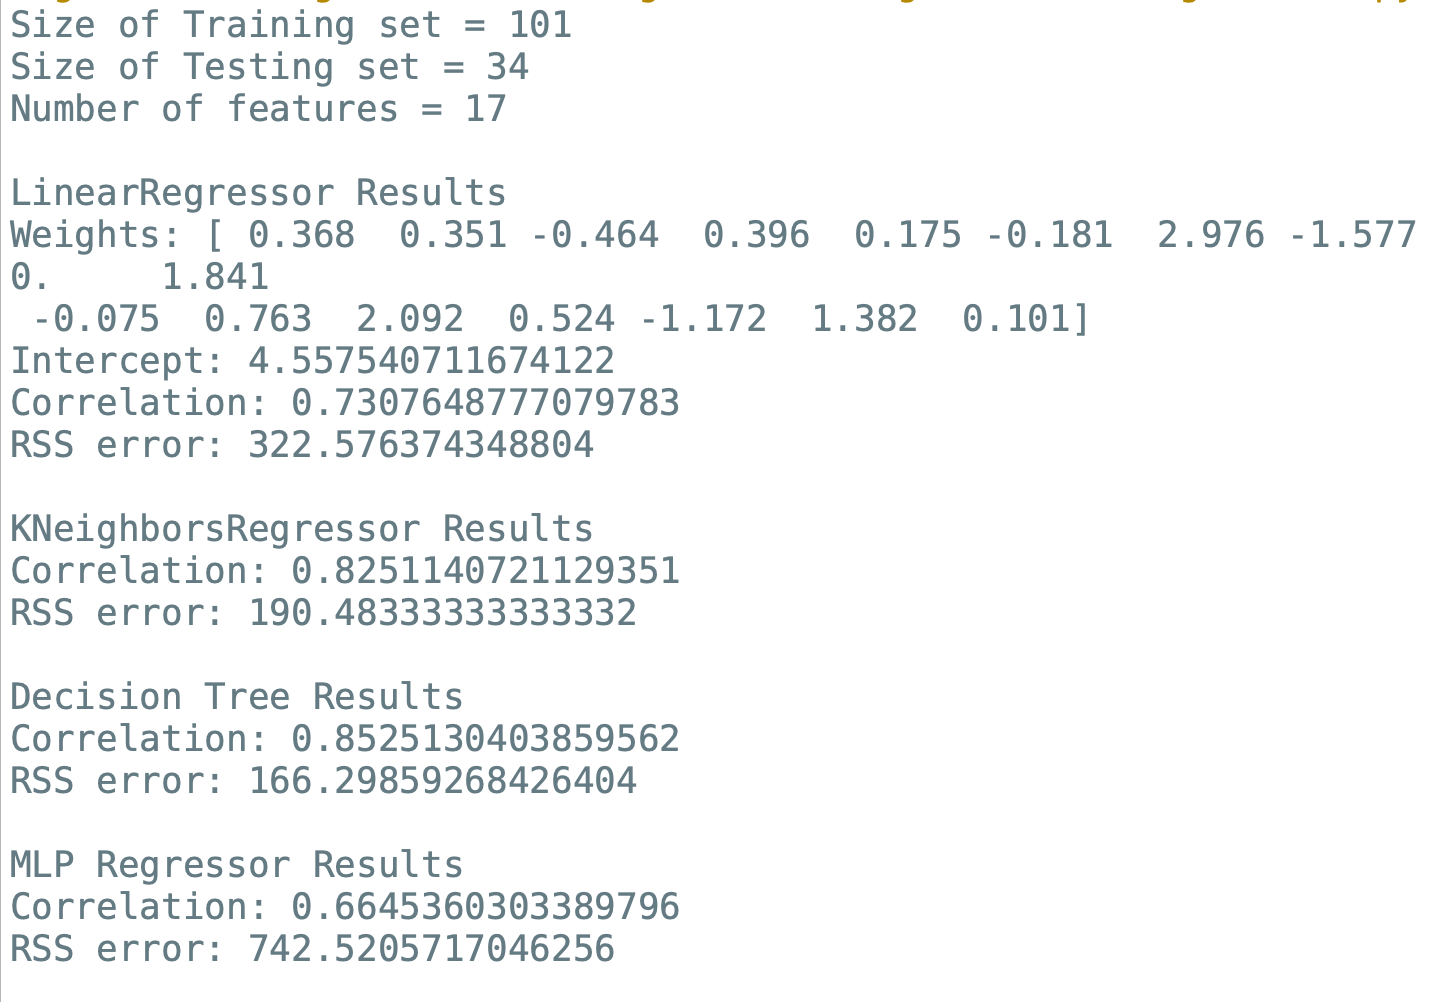 Size of Training set = 101
Size of Testing set = 34
Number of features = 17
LinearRegressor Results
Weights: [ 0.368  0.351 -0.464  0.396  0.175 -0.181  2.976 -1.577
0.     1.841
 -0.075  0.763  2.092  0.524 -1.172  1.382  0.101]
Intercept: 4.557540711674122
Correlation: 0.7307648777079783
RSS error: 322.576374348804
KNeighborsRegressor Results
Correlation: 0.8251140721129351
RSS error: 190.48333333333332
Decision Tree Results
Correlation: 0.8525130403859562
RSS error: 166.29859268426404
MLP Regressor Results
Correlation: 0.6645360303389796
RSS error: 742.5205717046256